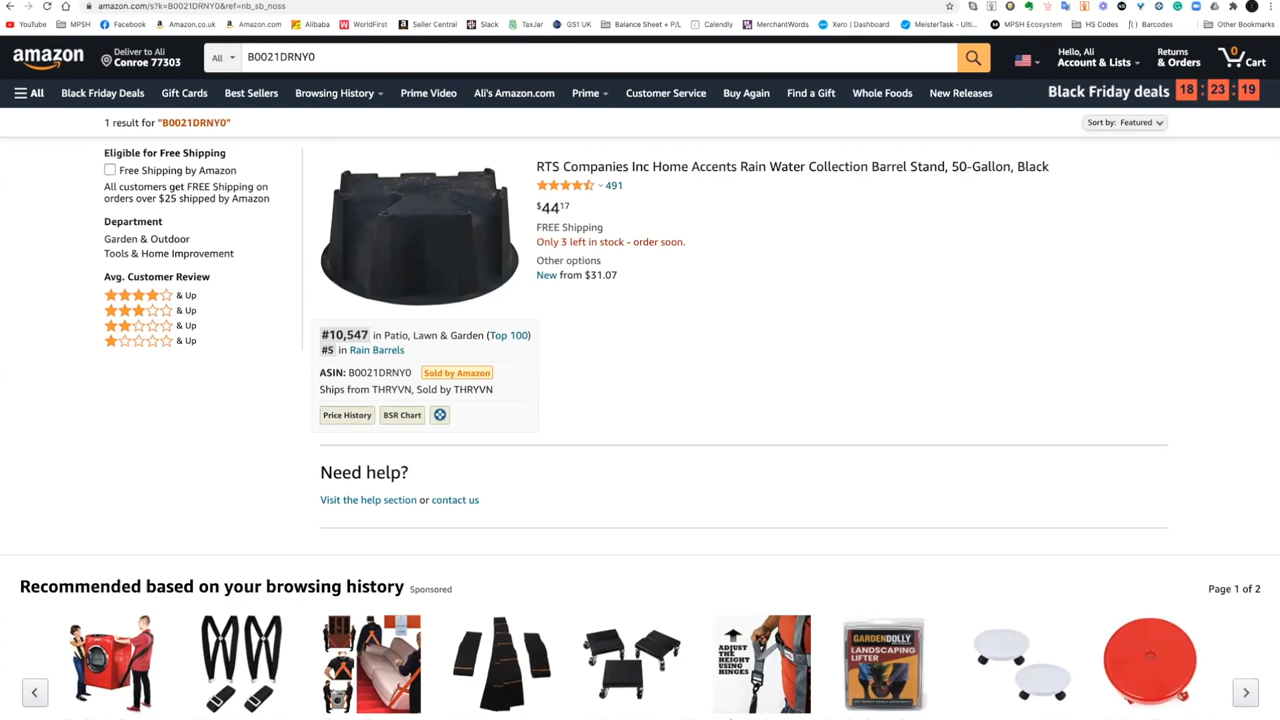 amazon.com/s?k=B0021DRNY0&ref=nb_sb_noss
YouTube MPSH Facebook Amazon.co.uk Amazon.com Alibaba WorldFirst Seller Central Slack TaxJar GS1 UK Balance Sheet + P/L Calendly MerchantWords Xero | Dashboard MeisterTask - Ulti... MPSH Ecosystem HS Codes Barcodes Other Bookmarks
amazon
Deliver to Ali
Conroe 77303
All
B0021DRNY0
Hello, Ali
Account & Lists
Returns
& Orders
0
Cart
All Black Friday Deals Gift Cards Best Sellers Browsing History Prime Video Ali's Amazon.com Prime Customer Service Buy Again Find a Gift Whole Foods New Releases
Black Friday deals 18 : 23 : 19
1 result for "B0021DRNY0"
Sort by: Featured
Eligible for Free Shipping
Free Shipping by Amazon
All customers get FREE Shipping on
orders over $25 shipped by Amazon
Department
Garden & Outdoor
Tools & Home Improvement
Avg. Customer Review
& Up
& Up
& Up
& Up
RTS Companies Inc Home Accents Rain Water Collection Barrel Stand, 50-Gallon, Black
491
$44 17
FREE Shipping
Only 3 left in stock - order soon.
Other options
New from $31.07
#10,547 in Patio, Lawn & Garden (Top 100)
#5 in Rain Barrels
ASIN: B0021DRNY0 Sold by Amazon
Ships from THRYVN, Sold by THRYVN
Price History BSR Chart
Need help?
Visit the help section or contact us
Recommended based on your browsing history Sponsored
Page 1 of 2
ADJUST
THE
HEIGHT
USING
HINGES
GARDENDOLLY
LANDSCAPING
LIFTER